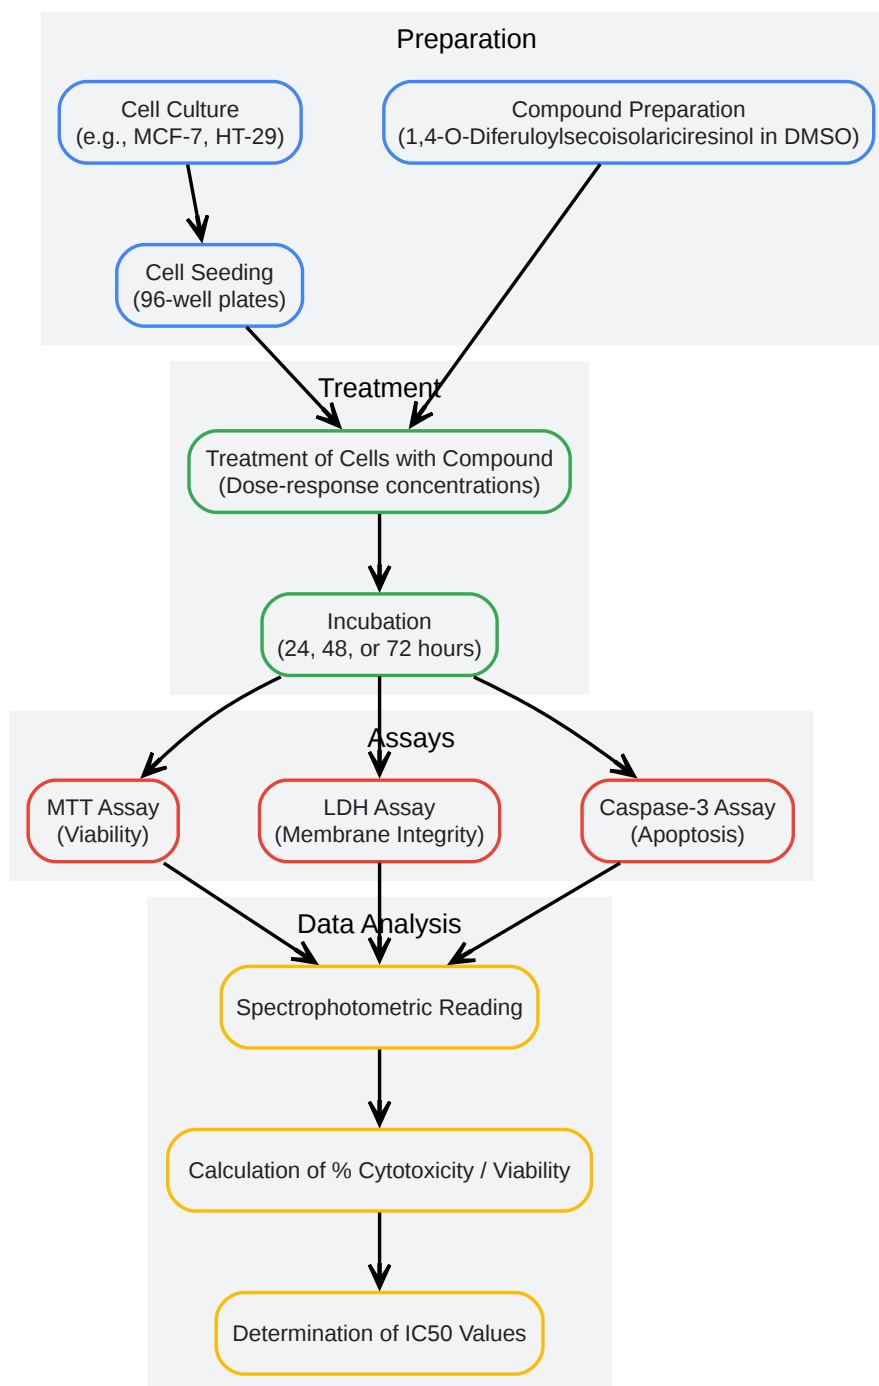 Preparation
Cell Culture
(e.g., MCF-7, HT-29)
Compound Preparation
(1,4-O-Diferuloylsecoisolariciresinol in DMSO)
Cell Seeding
(96-well plates)
Treatment
Treatment of Cells with Compound
(Dose-response concentrations)
Incubation
(24, 48, or 72 hours)
Assays
MTT Assay
(Viability)
LDH Assay
(Membrane Integrity)
Caspase-3 Assay
(Apoptosis)
Data Analysis
Spectrophotometric Reading
Calculation of % Cytotoxicity / Viability
Determination of IC50 Values